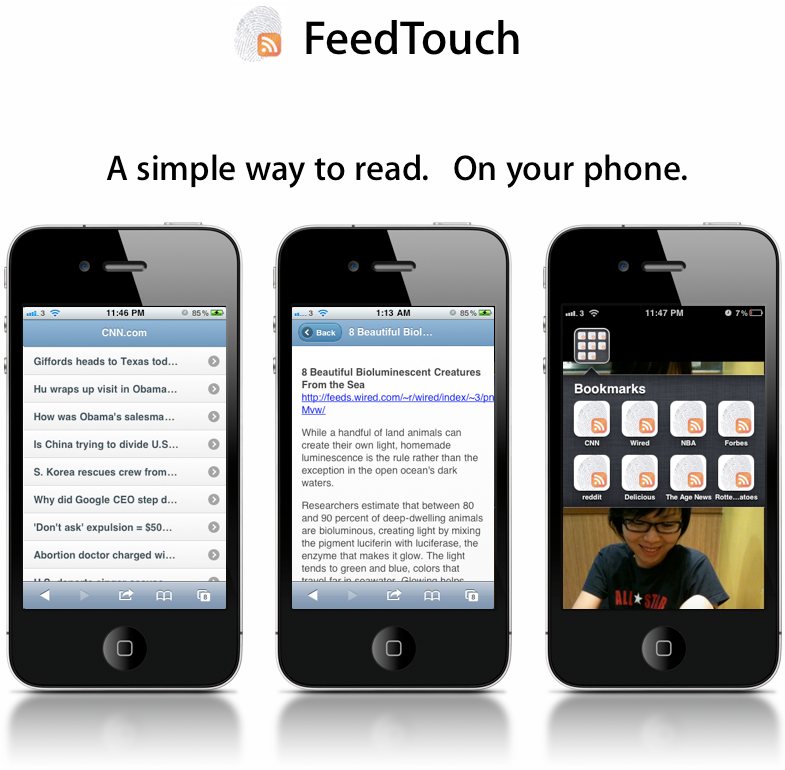 FeedTouch
A simple way to read. On your phone.
.3
11:46 PM
85%
CNN.com
Giffords heads to Texas tod...
Hu wraps up visit in Obama...
How was Obama's salesma...
Is China trying to divide U.S...
S. Korea rescues crew from...
Why did Google CEO step d...
'Don't ask' expulsion = $50...
Abortion doctor charged wi...
8
... 3
1:13 AM
85%
Back
8 Beautiful Biol...
8 Beautiful Bioluminescent Creatures
From the Sea
http://feeds.wired.com/~r/wired/index/~3/pn
Mvw/
While a handful of land animals can
create their own light, homemade
luminescence is the rule rather than the
exception in the open ocean's dark
waters.
Researchers estimate that between 80
and 90 percent of deep-dwelling animals
are bioluminous, creating light by mixing
the pigment luciferin with luciferase, the
enzyme that makes it glow. The light
tends to green and blue, colors that
travel far in seawater. Glowing helps
8
.3
11:47 PM
7%
Bookmarks
CNN
Wired
NBA
Forbes
reddit
Delicious
The Age News
Rotte...atoes
ALL STAR